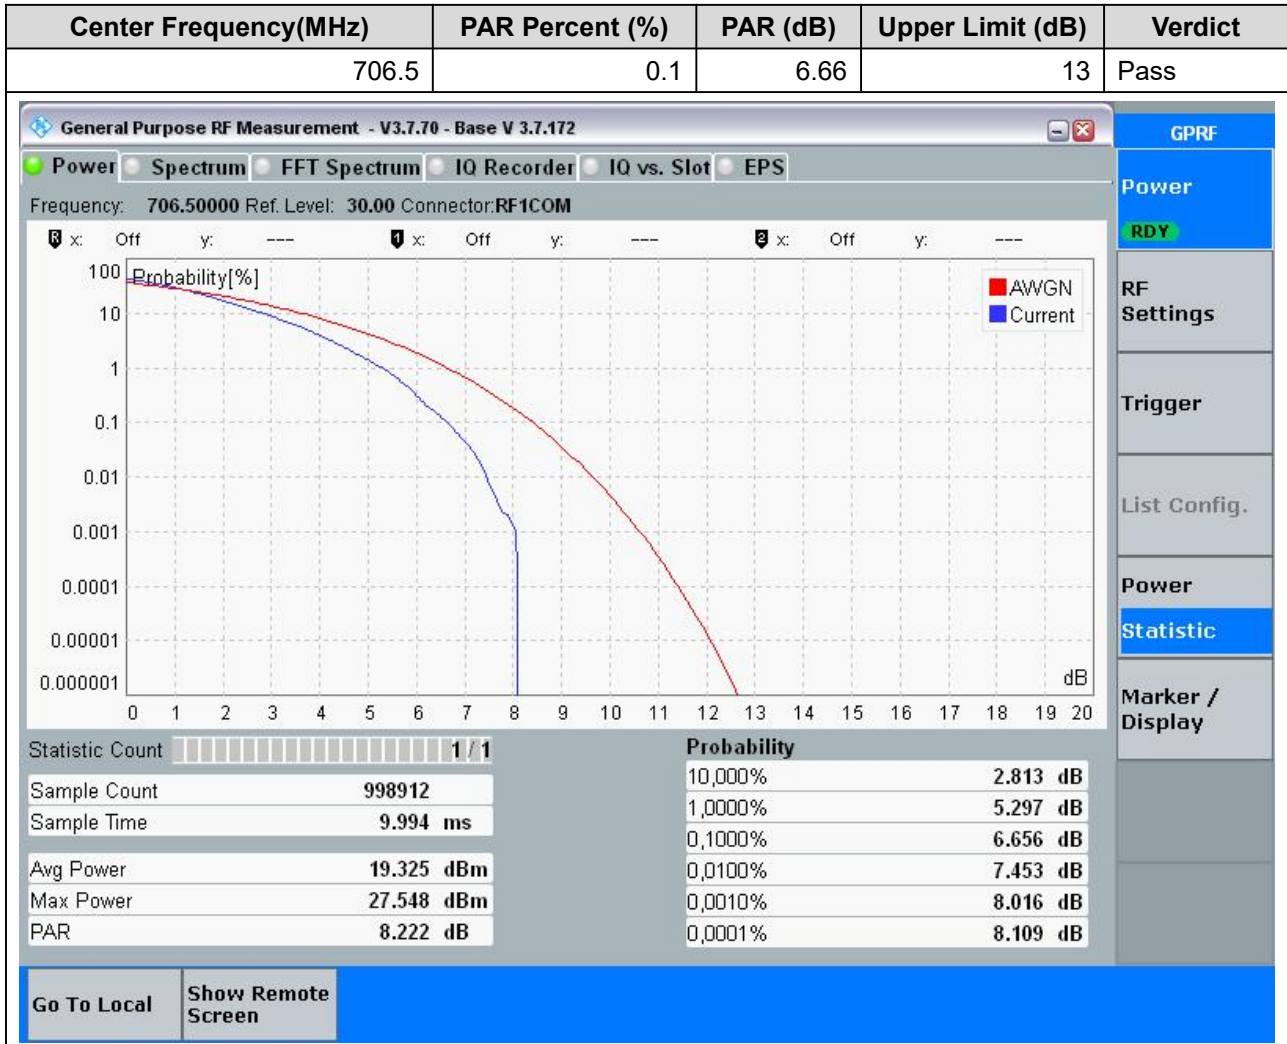 Center Frequency(MHz) PAR Percent (%) PAR (dB) Upper Limit (dB) Verdict
706.5 0.1 6.66 13 Pass
General Purpose RF Measurement - V3.7.70 - Base V 3.7.172
GPRF
Power Spectrum FFT Spectrum IQ Recorder IQ vs. Slot EPS
Power
RDY
Frequency: 706.50000 Ref. Level: 30.00 Connector:RF1COM
R x: Off y: --- 1 x: Off y: --- 2 x: Off y: ---
Probability[%]
AWGN
Current
100
10
1
0.1
0.01
0.001
0.0001
0.00001
0.000001
dB
0 1 2 3 4 5 6 7 8 9 10 11 12 13 14 15 16 17 18 19 20
RF
Settings
Trigger
List Config.
Power
Statistic
Marker /
Display
Statistic Count 1 / 1
Sample Count 998912
Sample Time 9.994 ms
Avg Power 19.325 dBm
Max Power 27.548 dBm
PAR 8.222 dB
Probability
10,000% 2.813 dB
1,0000% 5.297 dB
0,1000% 6.656 dB
0,0100% 7.453 dB
0,0010% 8.016 dB
0,0001% 8.109 dB
Go To Local
Show Remote
Screen